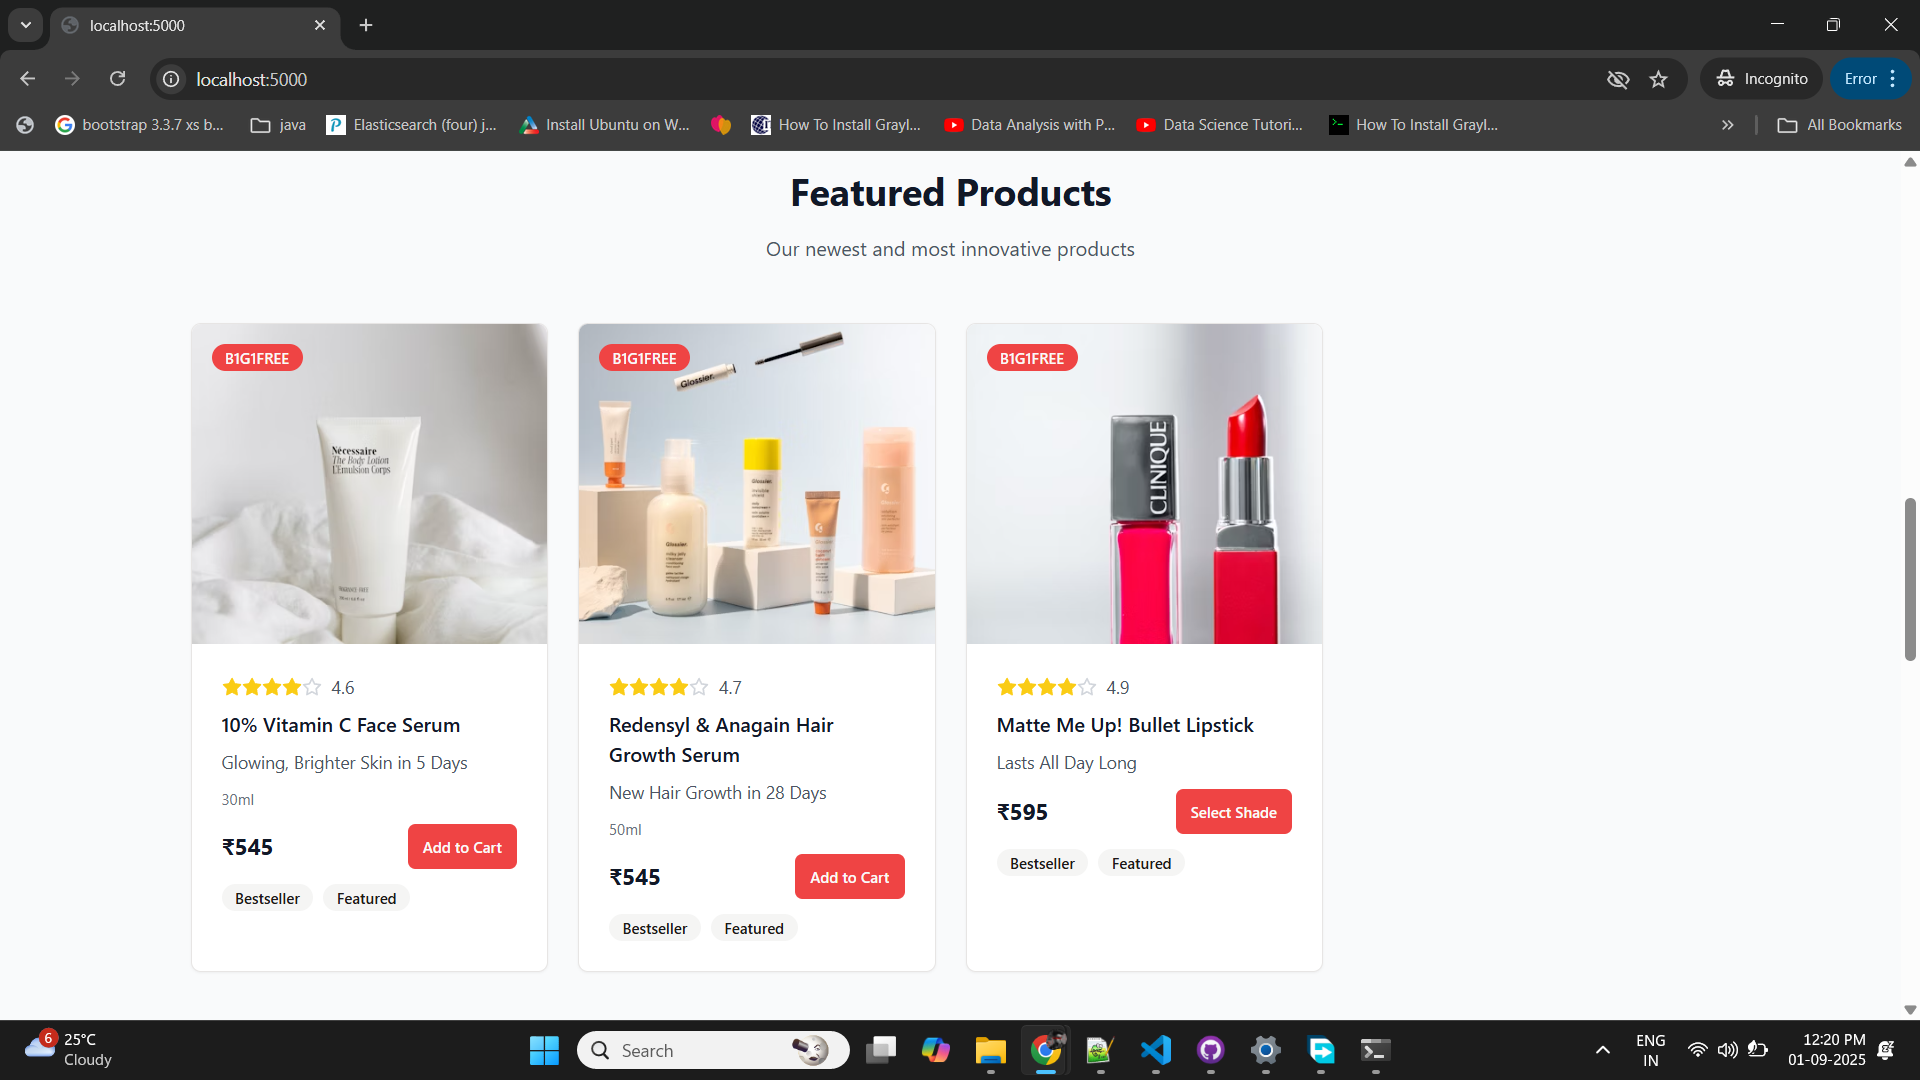 localhost:5000
localhost:5000
Incognito
Error
bootstrap 3.3.7 xs b...
java
Elasticsearch (four) j...
Install Ubuntu on W...
How To Install Grayl...
Data Analysis with P...
Data Science Tutori...
How To Install Grayl...
All Bookmarks
Featured Products
Our newest and most innovative products
B1G1FREE
Nécessaire
The Body Lotion
L'Emulsion Corps
FRAGRANCE FREE
4.6
10% Vitamin C Face Serum
Glowing, Brighter Skin in 5 Days
30ml
₹545
Add to Cart
Bestseller
Featured
B1G1FREE
Glossier.
Glossier.
Glossier.
4.7
Redensyl & Anagain Hair
Growth Serum
New Hair Growth in 28 Days
50ml
₹545
Add to Cart
Bestseller
Featured
B1G1FREE
CLINIQUE
4.9
Matte Me Up! Bullet Lipstick
Lasts All Day Long
₹595
Select Shade
Bestseller
Featured
6
25°C
Cloudy
Search
ENG
IN
12:20 PM
01-09-2025